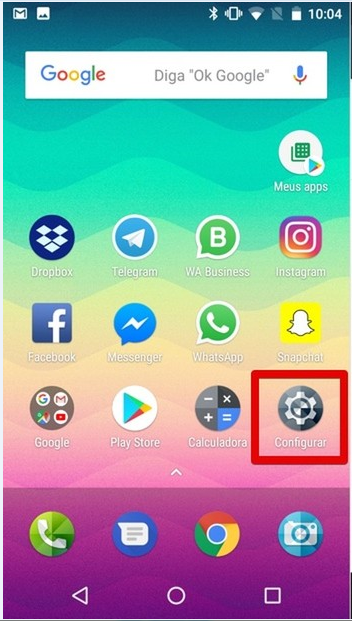 10:04
Google Diga "Ok Google"
Meus apps
Dropbox Telegram WA Business Instagram
Facebook Messenger WhatsApp Snapchat
Google Play Store Calculadora Configurar